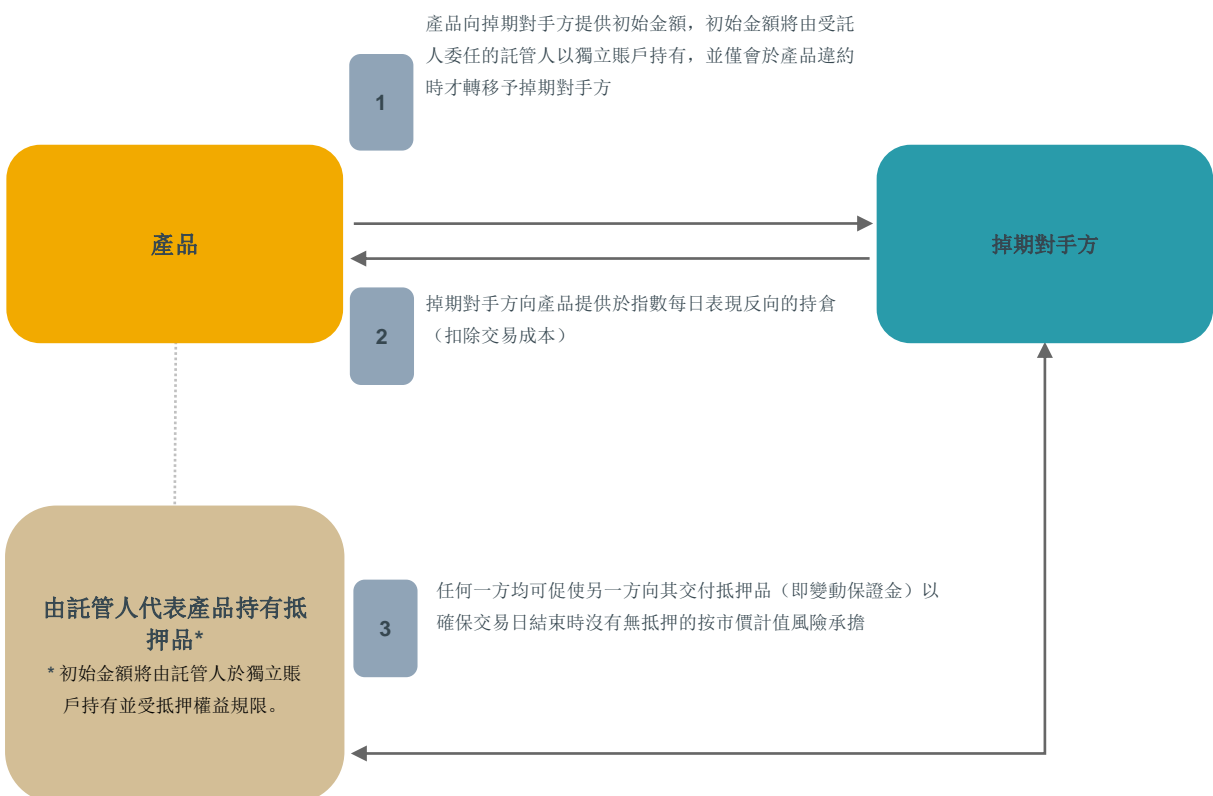 產品向掉期對手方提供初始金額，初始金額將由受託
人委任的託管人以獨立賬戶持有，並僅會於產品違約
時才轉移予掉期對手方
1
產品
掉期對手方
掉期對手方向產品提供於指數每日表現反向的持倉
（扣除交易成本）
2
由託管人代表產品持有抵
押品*
* 初始金額將由託管人於獨立賬
戶持有並受抵押權益規限。
任何一方均可促使另一方向其交付抵押品（即變動保證金）以
確保交易日結束時沒有無抵押的按市價計值風險承擔
3